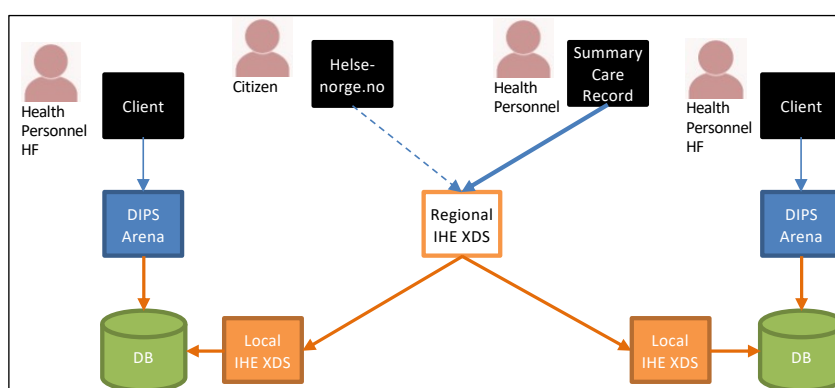 Health
Personnel
HF
Client
Citizen
Helse-
norge.no
Health
Personnel
Summary
Care
Record
Health
Personnel
HF
Client
DIPS
Arena
Regional
IHE XDS
DIPS
Arena
DB
Local
IHE XDS
Local
IHE XDS
DB